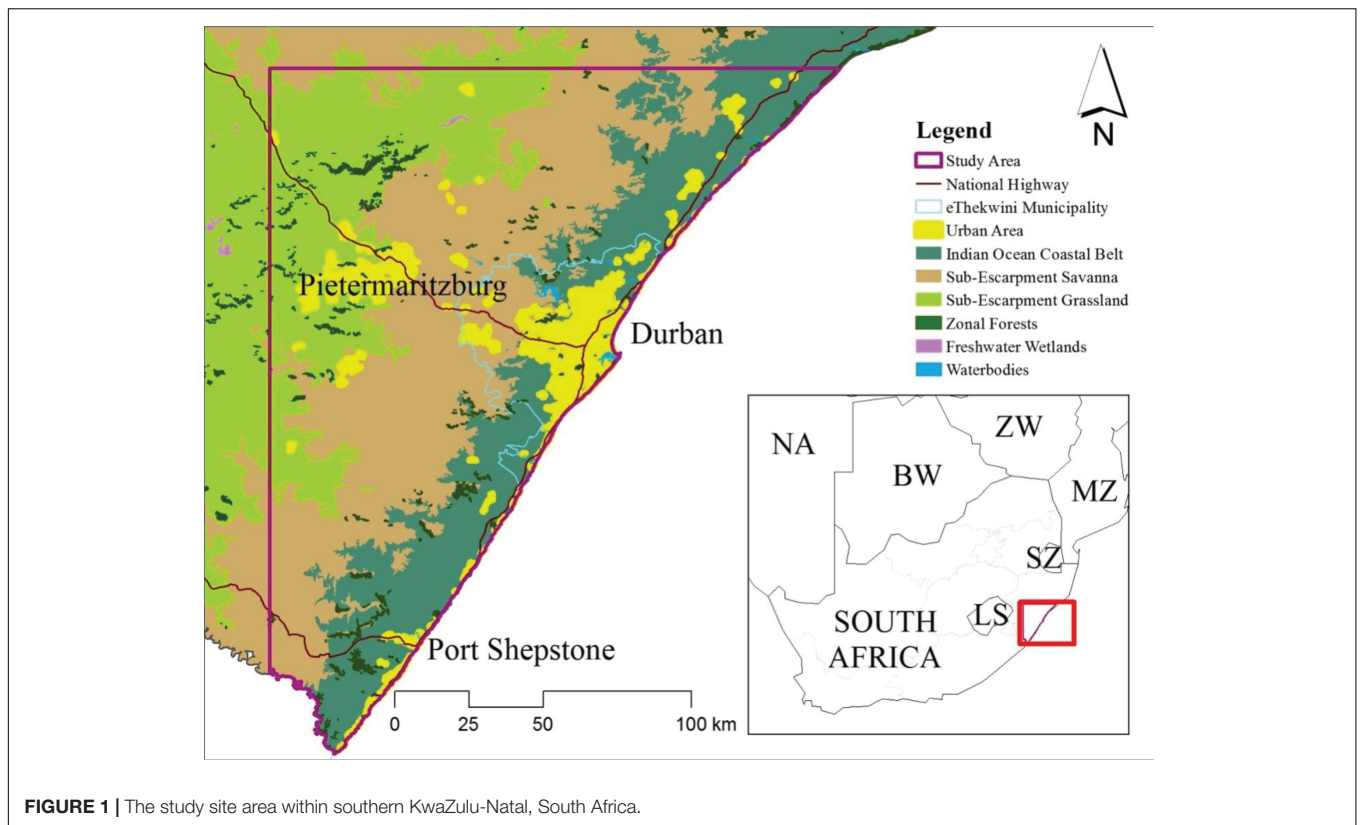 Pietermaritzburg
Durban
Port Shepstone
0 25 50 100 km
N
Legend
Study Area
National Highway
eThekwini Municipality
Urban Area
Indian Ocean Coastal Belt
Sub-Escarpment Savanna
Sub-Escarpment Grassland
Zonal Forests
Freshwater Wetlands
Waterbodies
NA
ZW
BW
MZ
SZ
LS
SOUTH
AFRICA
FIGURE 1 | The study site area within southern KwaZulu-Natal, South Africa.